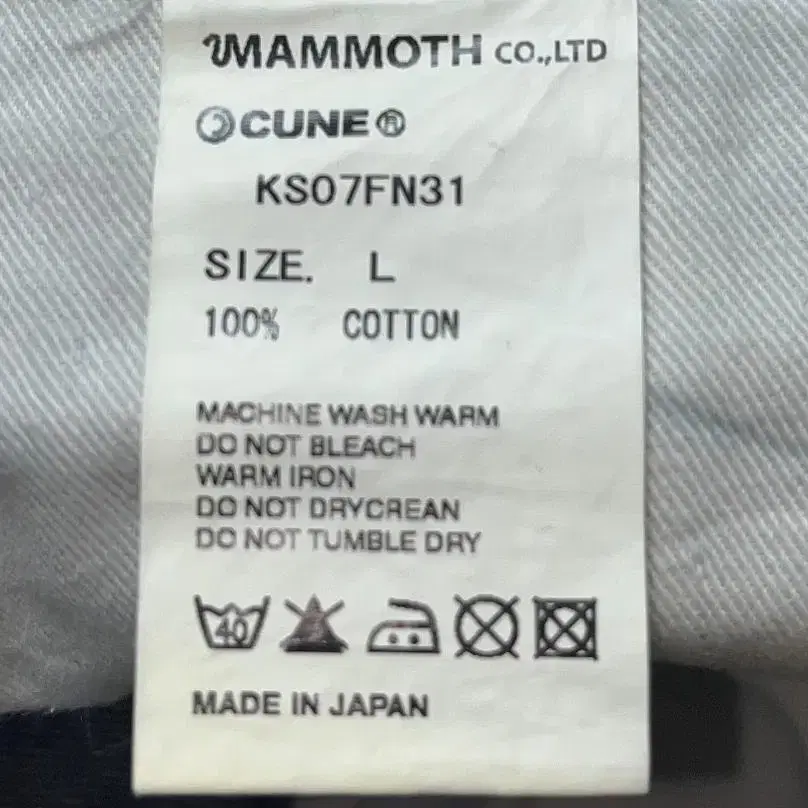 MAMMOTH CO.,LTD
CUNE®
KS07FN31
SIZE. L
100% COTTON
MACHINE WASH WARM
DO NOT BLEACH
WARM IRON
DO NOT DRYCREAN
DO NOT TUMBLE DRY
40
MADE IN JAPAN